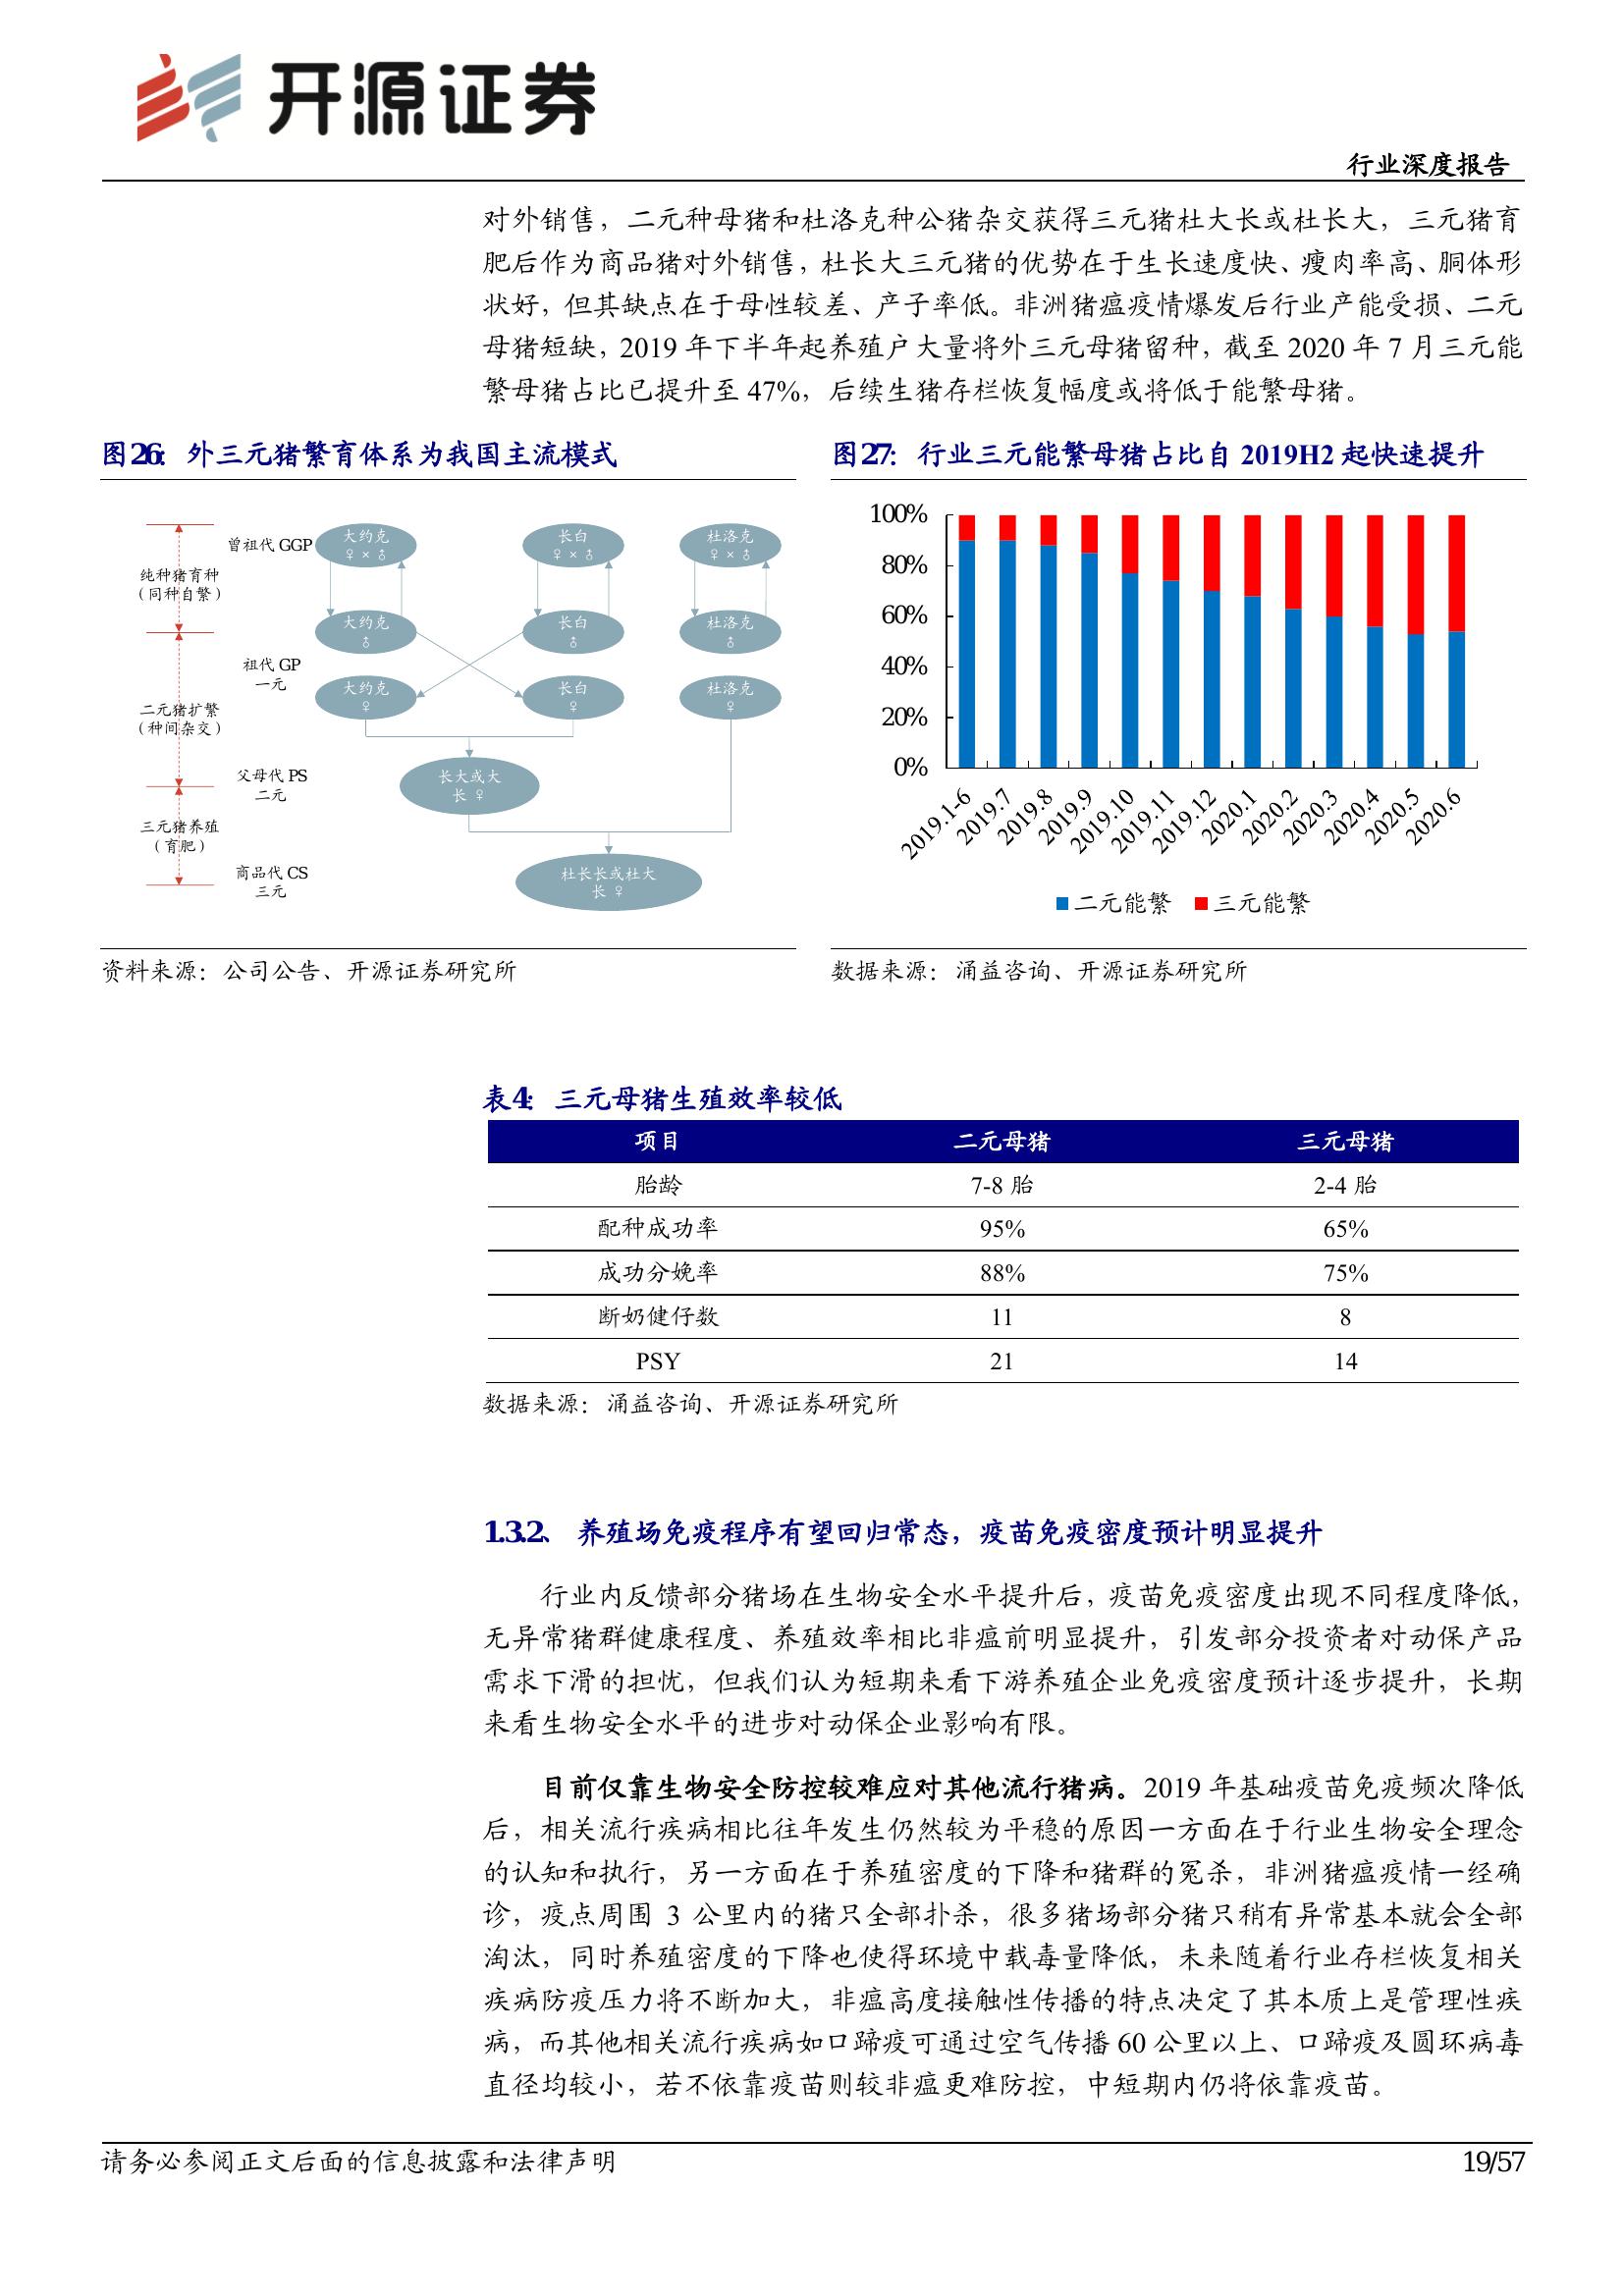 开源证券
行业深度报告
对外销售，二元种母猪和杜洛克种公猪杂交获得三元猪杜大长或杜长大，三元猪育
肥后作为商品猪对外销售，杜长大三元猪的优势在于生长速度快、瘦肉率高、胴体形
状好，但其缺点在于母性较差、产子率低。非洲猪瘟疫情爆发后行业产能受损、二元
母猪短缺，2019 年下半年起养殖户大量将外三元母猪留种，截至 2020 年 7 月三元能
繁母猪占比已提升至 47%，后续生猪存栏恢复幅度或将低于能繁母猪。
图26：外三元猪繁育体系为我国主流模式
曾祖代 GGP
纯种猪育种
（同种自繁）
祖代 GP
一元
二元猪扩繁
（种间杂交）
父母代 PS
二元
三元猪养殖
（育肥）
商品代 CS
三元
大约克
♀ × ♂
长白
♀ × ♂
杜洛克
♀ × ♂
大约克
♂
长白
♂
杜洛克
♂
大约克
♀
长白
♀
杜洛克
♀
长大或大
长 ♀
杜长长或杜大
长 ♀
资料来源：公司公告、开源证券研究所
图27：行业三元能繁母猪占比自 2019H2 起快速提升
100%
80%
60%
40%
20%
0%
2019.1-6
2019.7
2019.8
2019.9
2019.10
2019.11
2019.12
2020.1
2020.2
2020.3
2020.4
2020.5
2020.6
二元能繁 三元能繁
数据来源：涌益咨询、开源证券研究所
表4：三元母猪生殖效率较低
项目 二元母猪 三元母猪
胎龄 7-8 胎 2-4 胎
配种成功率 95% 65%
成功分娩率 88% 75%
断奶健仔数 11 8
PSY 21 14
数据来源：涌益咨询、开源证券研究所
1.3.2、 养殖场免疫程序有望回归常态，疫苗免疫密度预计明显提升
行业内反馈部分猪场在生物安全水平提升后，疫苗免疫密度出现不同程度降低，
无异常猪群健康程度、养殖效率相比非瘟前明显提升，引发部分投资者对动保产品
需求下滑的担忧，但我们认为短期来看下游养殖企业免疫密度预计逐步提升，长期
来看生物安全水平的进步对动保企业影响有限。
目前仅靠生物安全防控较难应对其他流行猪病。2019 年基础疫苗免疫频次降低
后，相关流行疾病相比往年发生仍然较为平稳的原因一方面在于行业生物安全理念
的认知和执行，另一方面在于养殖密度的下降和猪群的冤杀，非洲猪瘟疫情一经确
诊，疫点周围 3 公里内的猪只全部扑杀，很多猪场部分猪只稍有异常基本就会全部
淘汰，同时养殖密度的下降也使得环境中载毒量降低，未来随着行业存栏恢复相关
疾病防疫压力将不断加大，非瘟高度接触性传播的特点决定了其本质上是管理性疾
病，而其他相关流行疾病如口蹄疫可通过空气传播 60 公里以上、口蹄疫及圆环病毒
直径均较小，若不依靠疫苗则较非瘟更难防控，中短期内仍将依靠疫苗。
请务必参阅正文后面的信息披露和法律声明
19/57